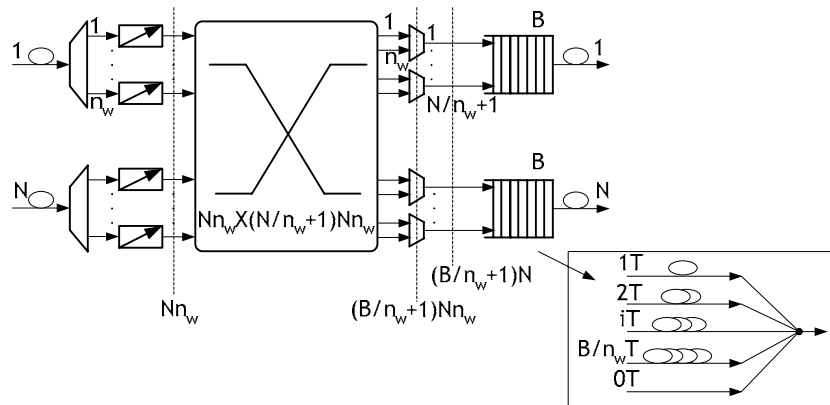 1
1
n_w
N
Nn_wX(N/n_w+1)Nn_w
Nn_w
1
n_w
1
N/n_w+1
(B/n_w+1)Nn_w
(B/n_w+1)N
B
1
B
N
1T
2T
iT
B/n_wT
0T